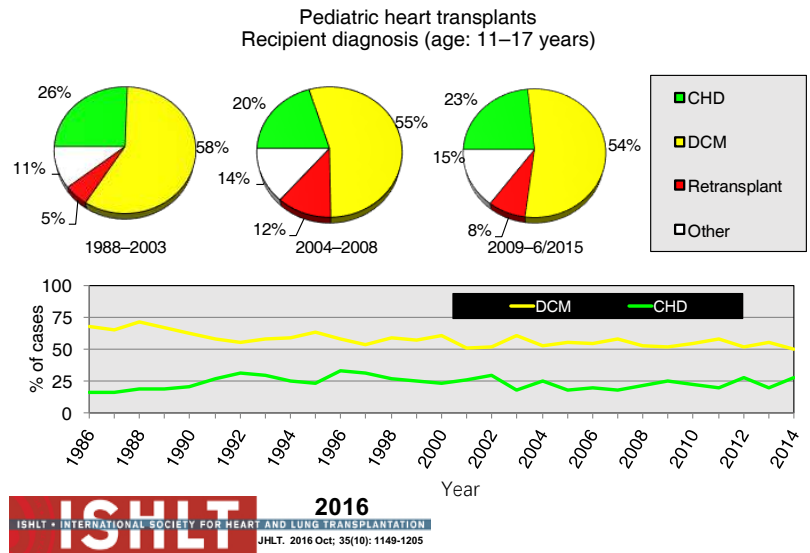 Pediatric heart transplants
Recipient diagnosis (age: 11–17 years)
26%
58%
11%
5%
1988–2003
20%
55%
14%
12%
2004–2008
23%
54%
15%
8%
2009–6/2015
CHD
DCM
Retransplant
Other
% of cases
100
75
50
25
0
DCM
CHD
1986
1988
1990
1992
1994
1996
1998
2000
2002
2004
2006
2008
2010
2012
2014
Year
ISHLT
ISHLT • INTERNATIONAL SOCIETY FOR HEART AND LUNG TRANSPLANTATION
2016
JHLT. 2016 Oct; 35(10): 1149-1205